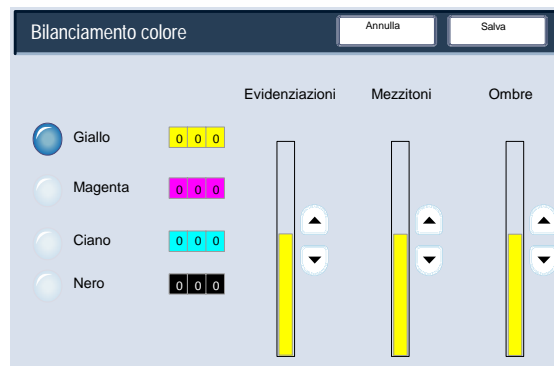 Bilanciamento colore
Annulla
Salva
Evidenziazioni Mezzitoni Ombre
Giallo 0 0 0
Magenta 0 0 0
Ciano 0 0 0
Nero 0 0 0